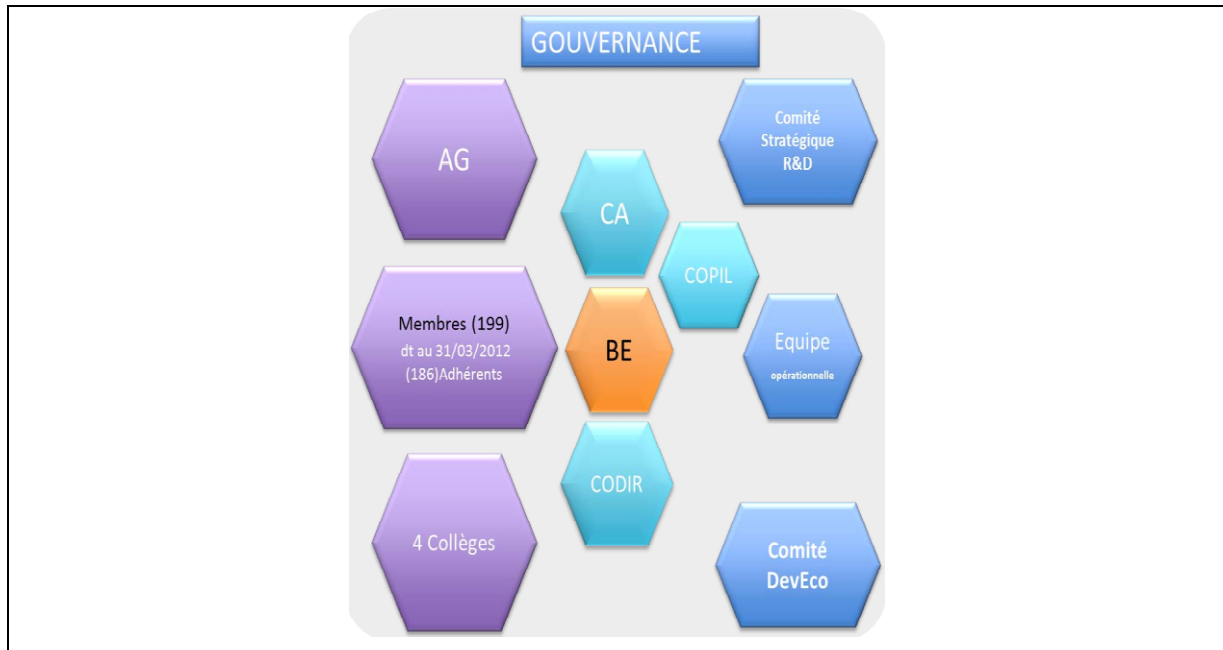 GOUVERNANCE
AG
Comité
Stratégique
R&D
CA
COPIL
Membres (199)
dt au 31/03/2012
(186)Adhérents
BE
Equipe
opérationnelle
CODIR
4 Collèges
Comité
DevEco